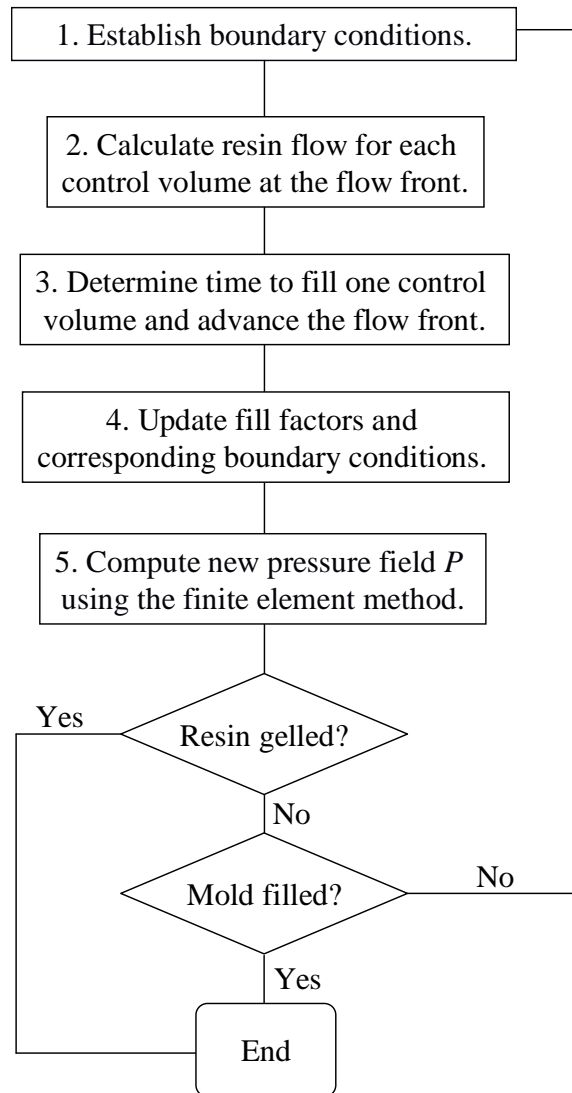 1. Establish boundary conditions.
2. Calculate resin flow for each
control volume at the flow front.
3. Determine time to fill one control
volume and advance the flow front.
4. Update fill factors and
corresponding boundary conditions.
5. Compute new pressure field P
using the finite element method.
Yes
Resin gelled?
No
Mold filled?
No
Yes
End